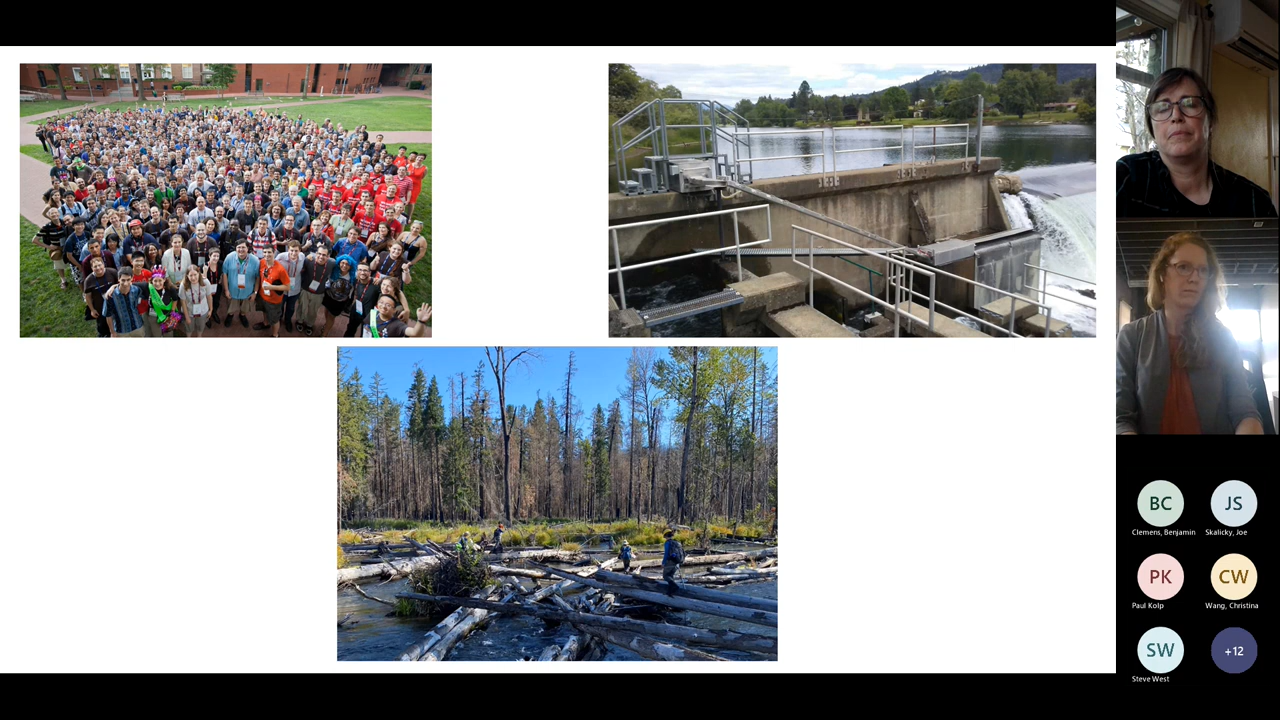 BC
JS
Clemens, Benjamin
Skalicky, Joe
PK
CW
Paul Kolp
Wang, Christina
SW
+12
Steve West